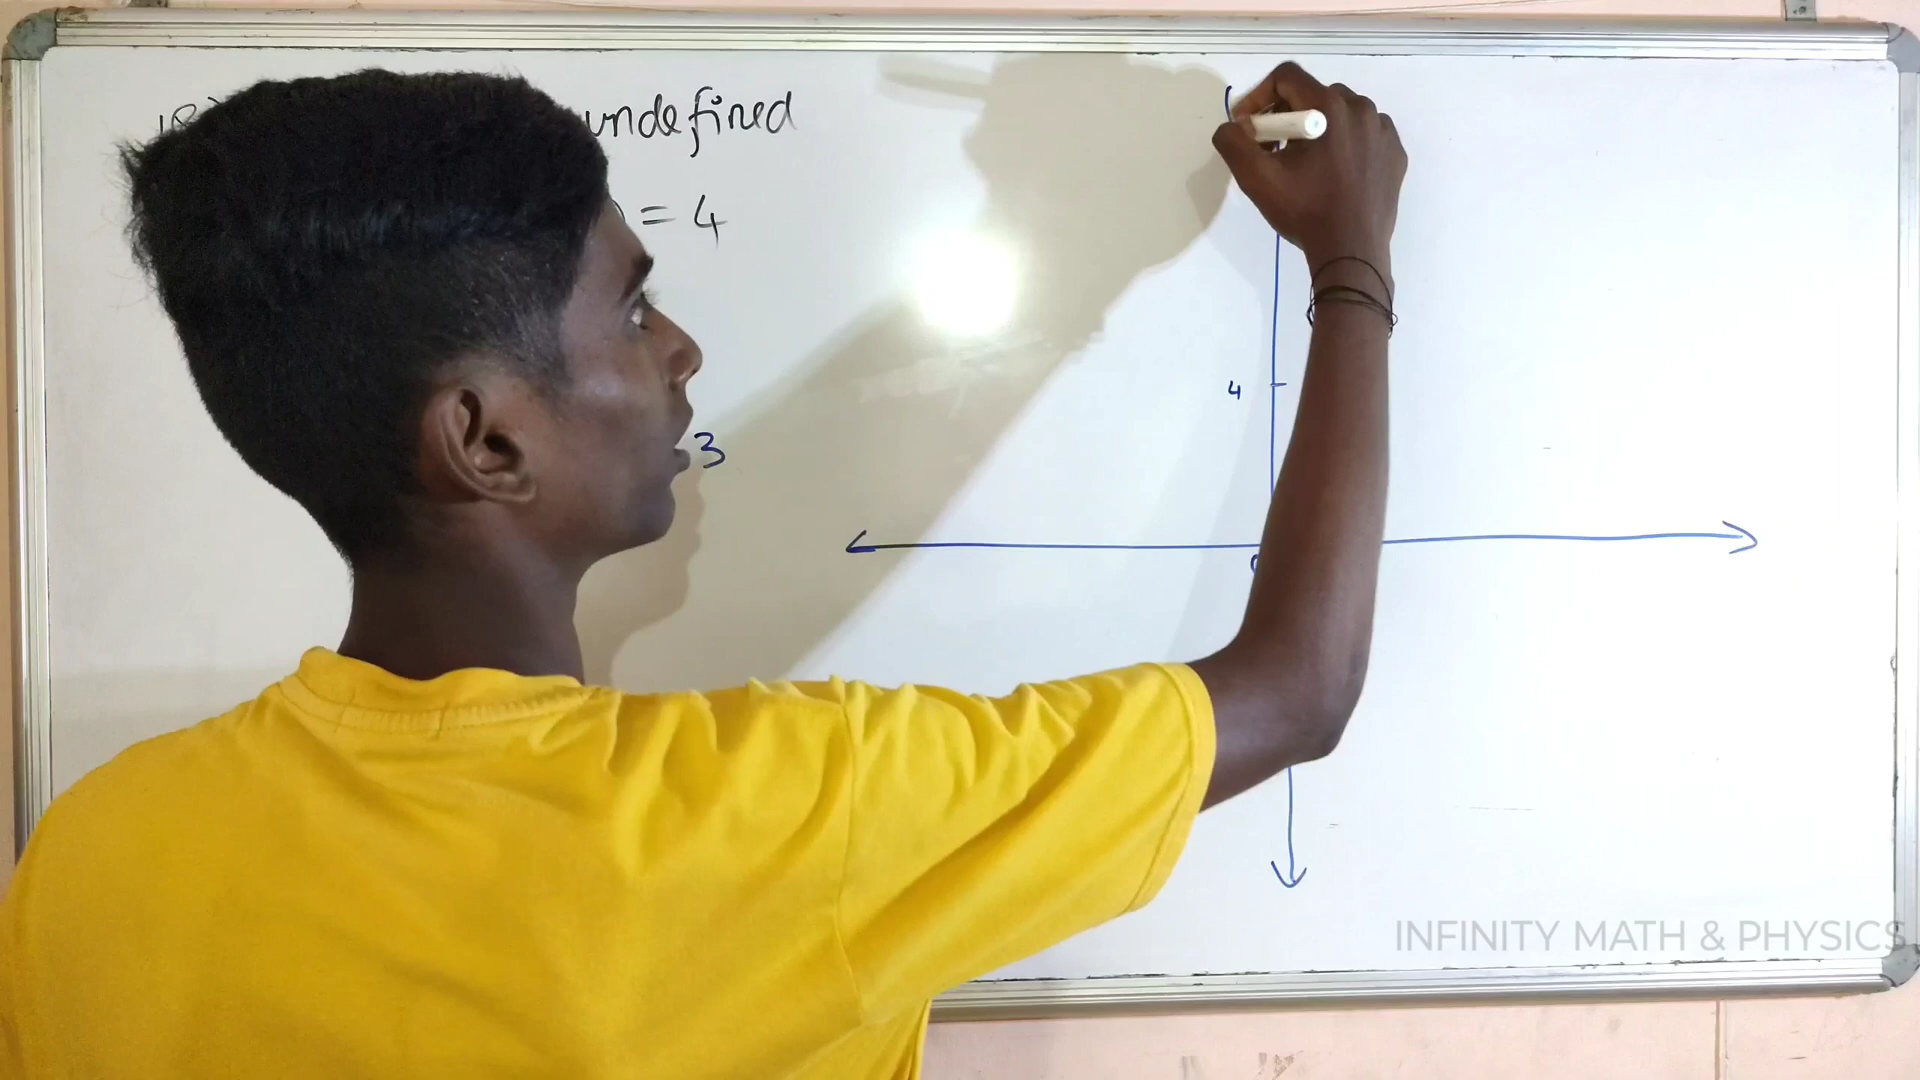 undefined
) = 4
4
3
INFINITY MATH & PHYSICS